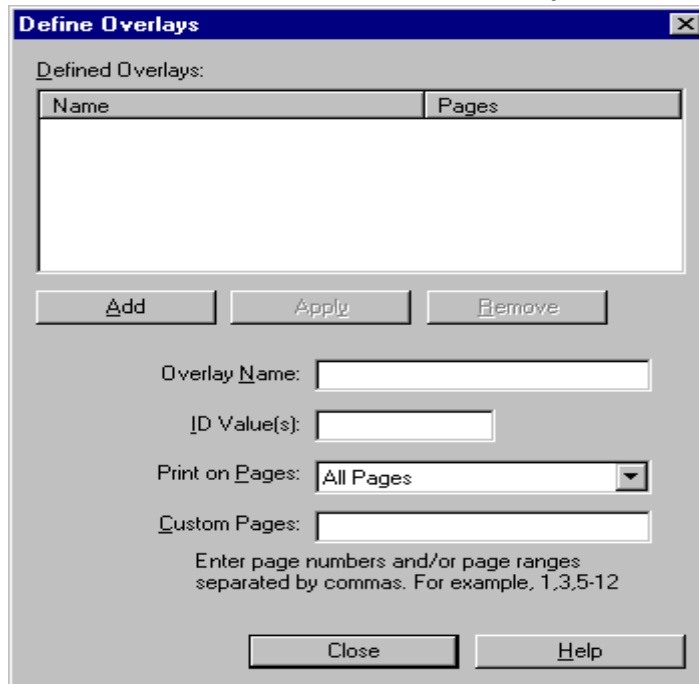 Define Overlays
Defined Overlays:
Name Pages
Add Apply Remove
Overlay Name:
ID Value(s):
Print on Pages: All Pages
Custom Pages:
Enter page numbers and/or page ranges
separated by commas. For example, 1,3,5-12
Close Help